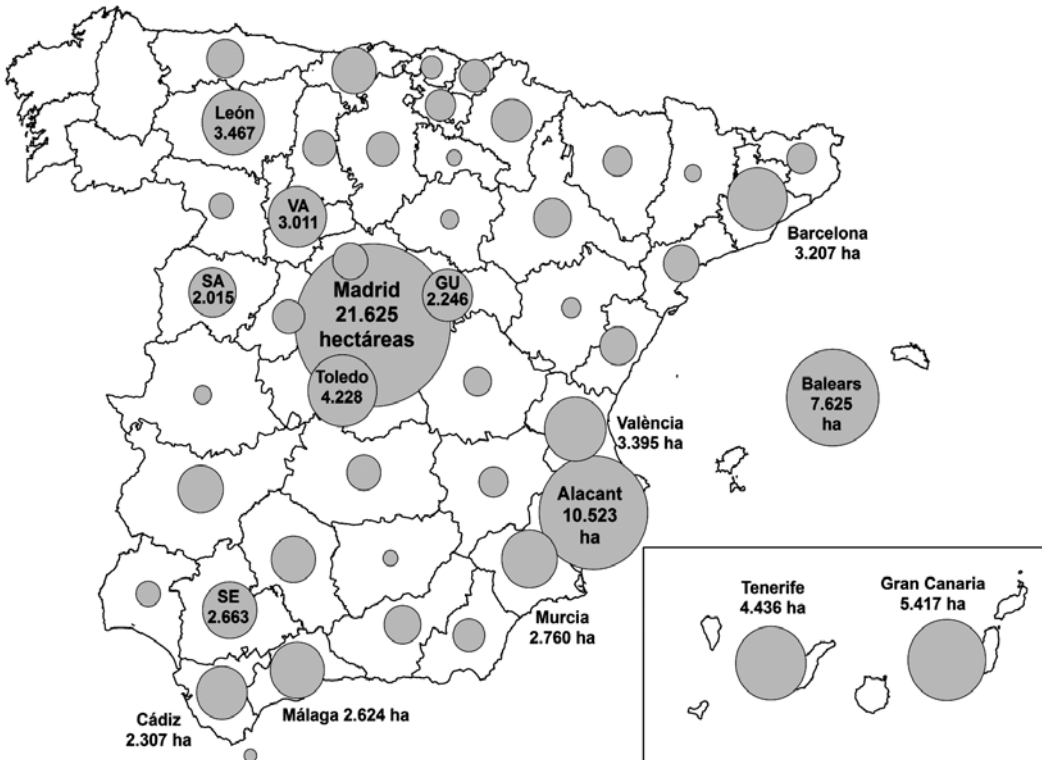 León
3.467
VA
3.011
Barcelona
3.207 ha
SA
2.015
Madrid
21.625
hectáreas
GU
2.246
Toledo
4.228
Balears
7.625
ha
València
3.395 ha
Alacant
10.523
ha
SE
2.663
Murcia
2.760 ha
Tenerife
4.436 ha
Gran Canaria
5.417 ha
Cádiz
2.307 ha
Málaga 2.624 ha